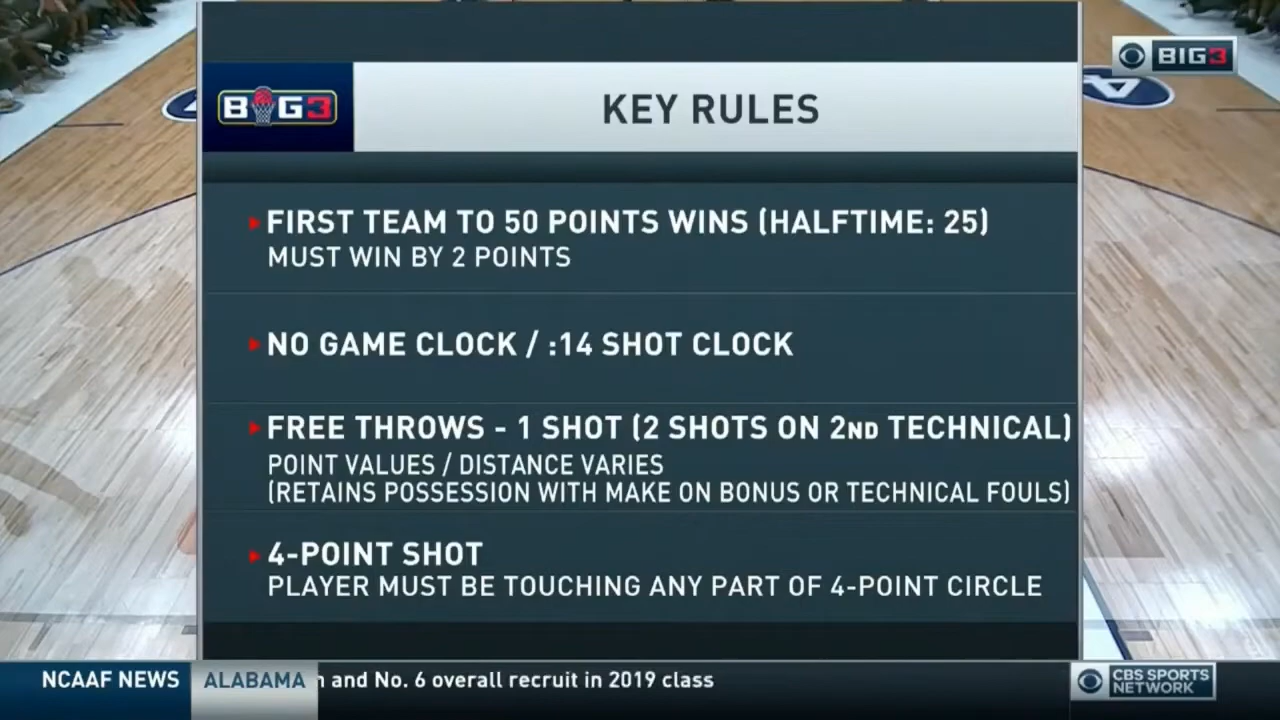 BIG3
BIG3
KEY RULES
FIRST TEAM TO 50 POINTS WINS (HALFTIME: 25)
MUST WIN BY 2 POINTS
NO GAME CLOCK / :14 SHOT CLOCK
FREE THROWS - 1 SHOT (2 SHOTS ON 2ND TECHNICAL)
POINT VALUES / DISTANCE VARIES
(RETAINS POSSESSION WITH MAKE ON BONUS OR TECHNICAL FOULS)
4-POINT SHOT
PLAYER MUST BE TOUCHING ANY PART OF 4-POINT CIRCLE
NCAAF NEWS ALABAMA and No. 6 overall recruit in 2019 class
CBS SPORTS
NETWORK